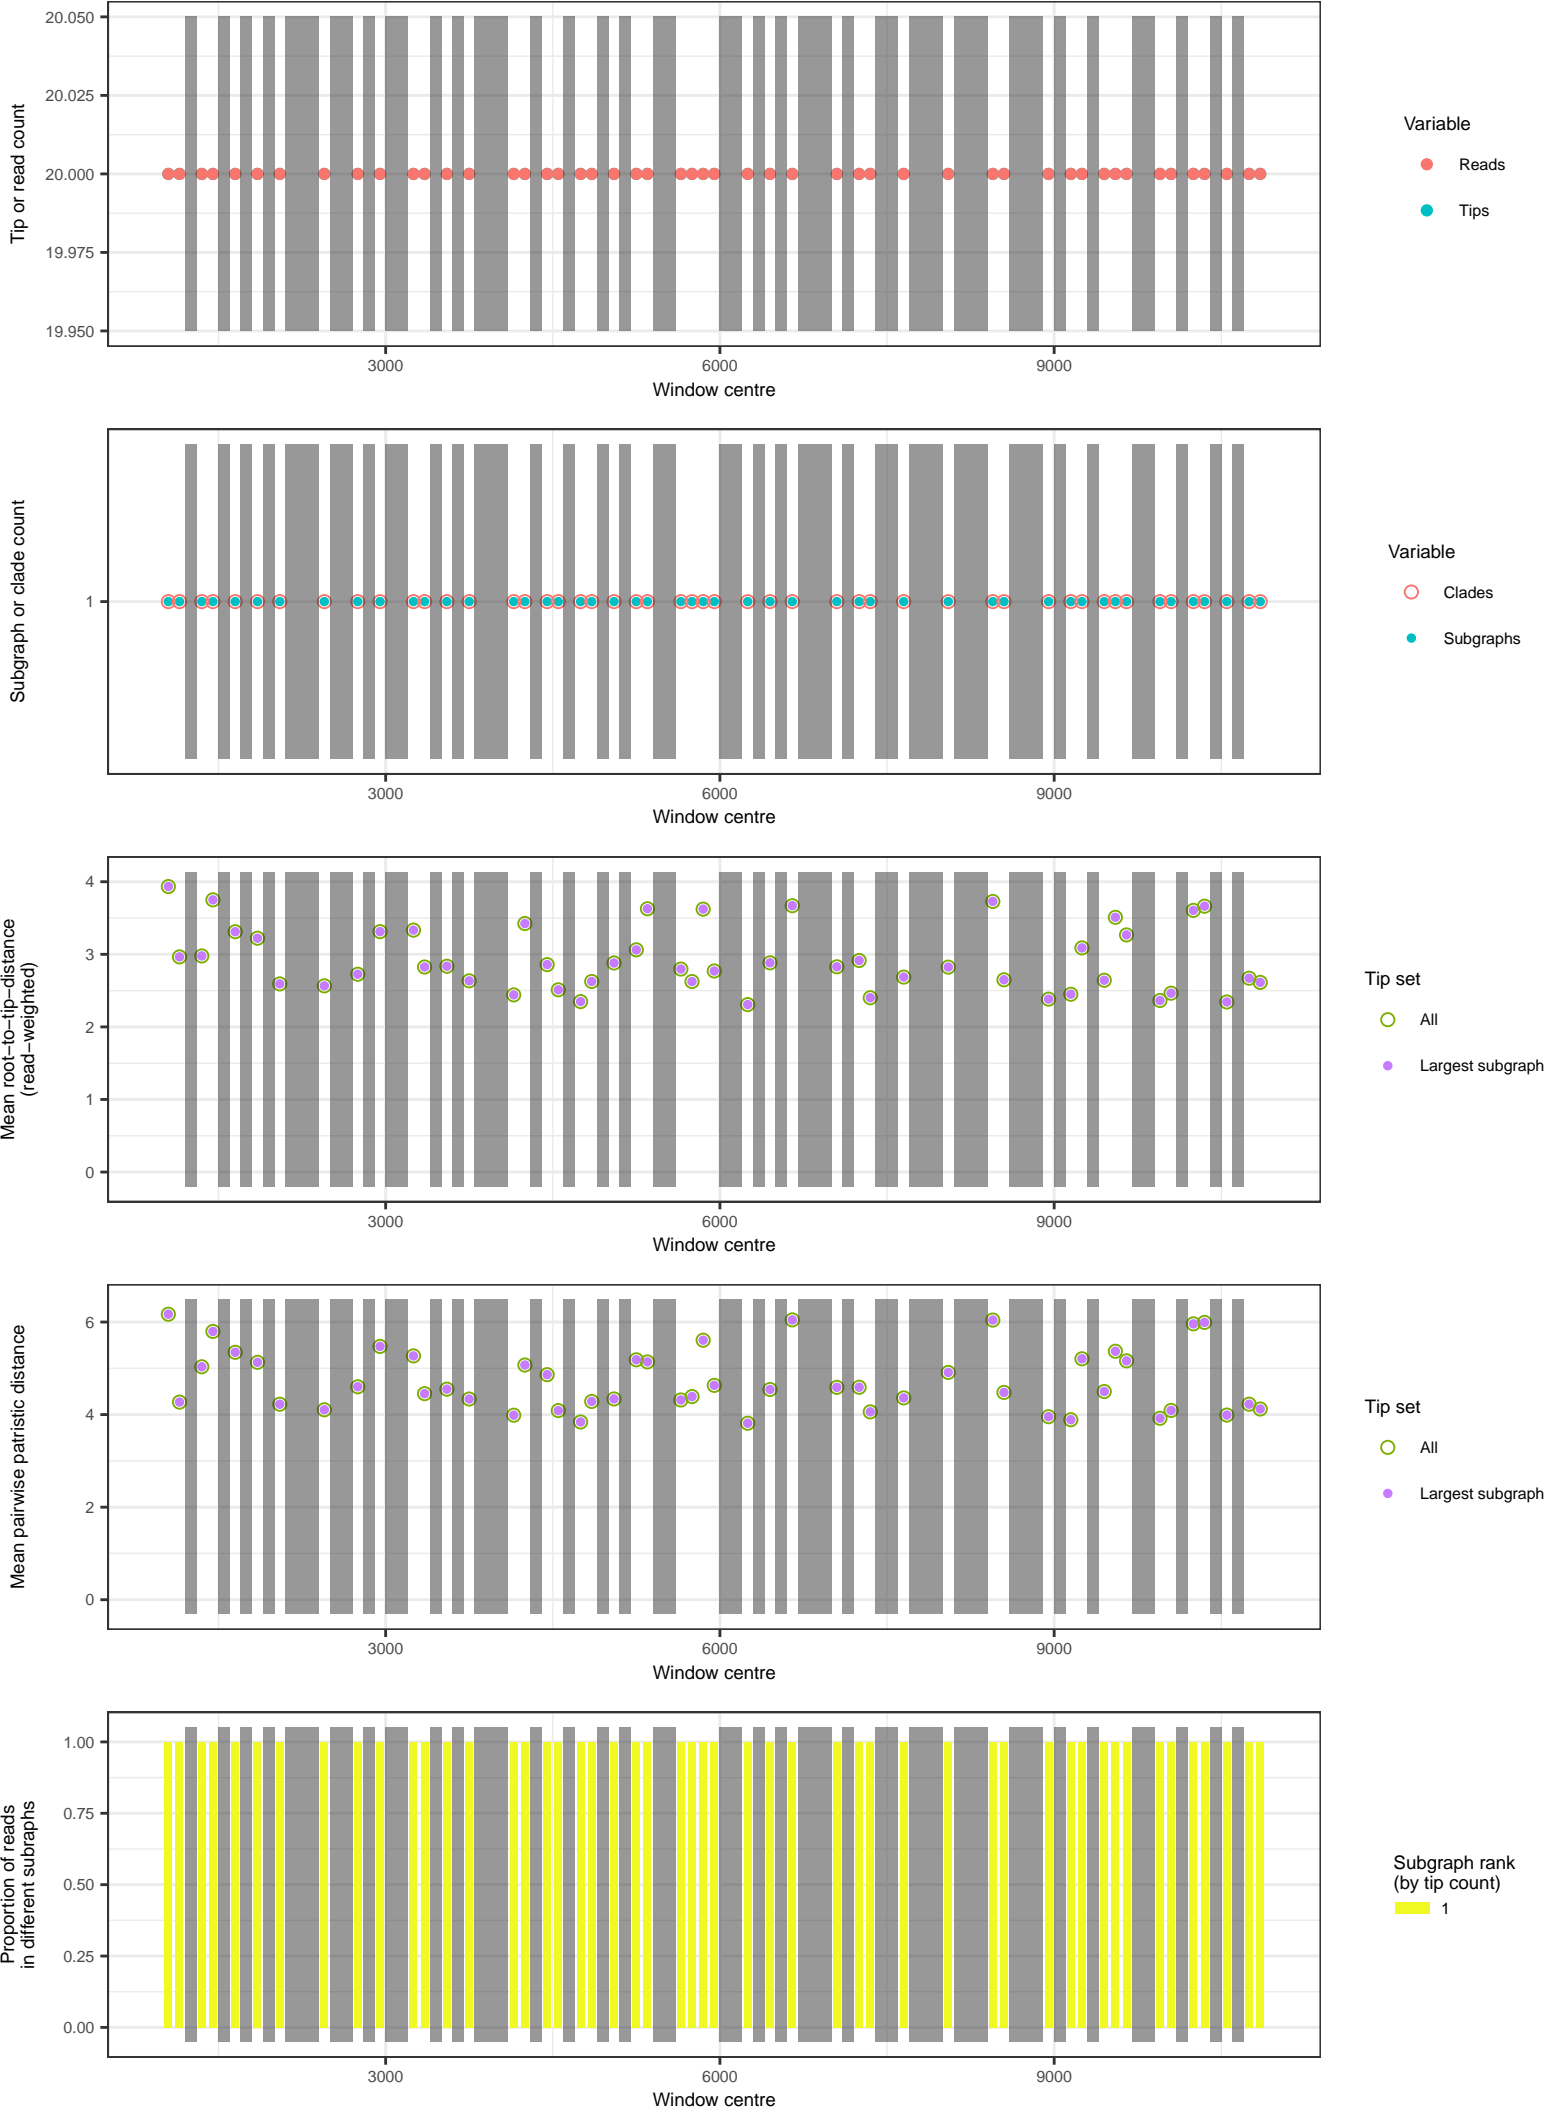 20.050
20.025
20.000
19.975
19.950
Tip or read count
3000
6000
9000
Window centre
Variable
Reads
Tips
1
Subgraph or clade count
3000
6000
9000
Window centre
Variable
Clades
Subgraphs
4
3
2
1
0
Mean root−to−tip−distance
(read−weighted)
3000
6000
9000
Window centre
Tip set
All
Largest subgraph
6
4
2
0
Mean pairwise patristic distance
3000
6000
9000
Window centre
Tip set
All
Largest subgraph
1.00
0.75
0.50
0.25
0.00
Proportion of reads
in different subraphs
3000
6000
9000
Window centre
Subgraph rank
(by tip count)
1